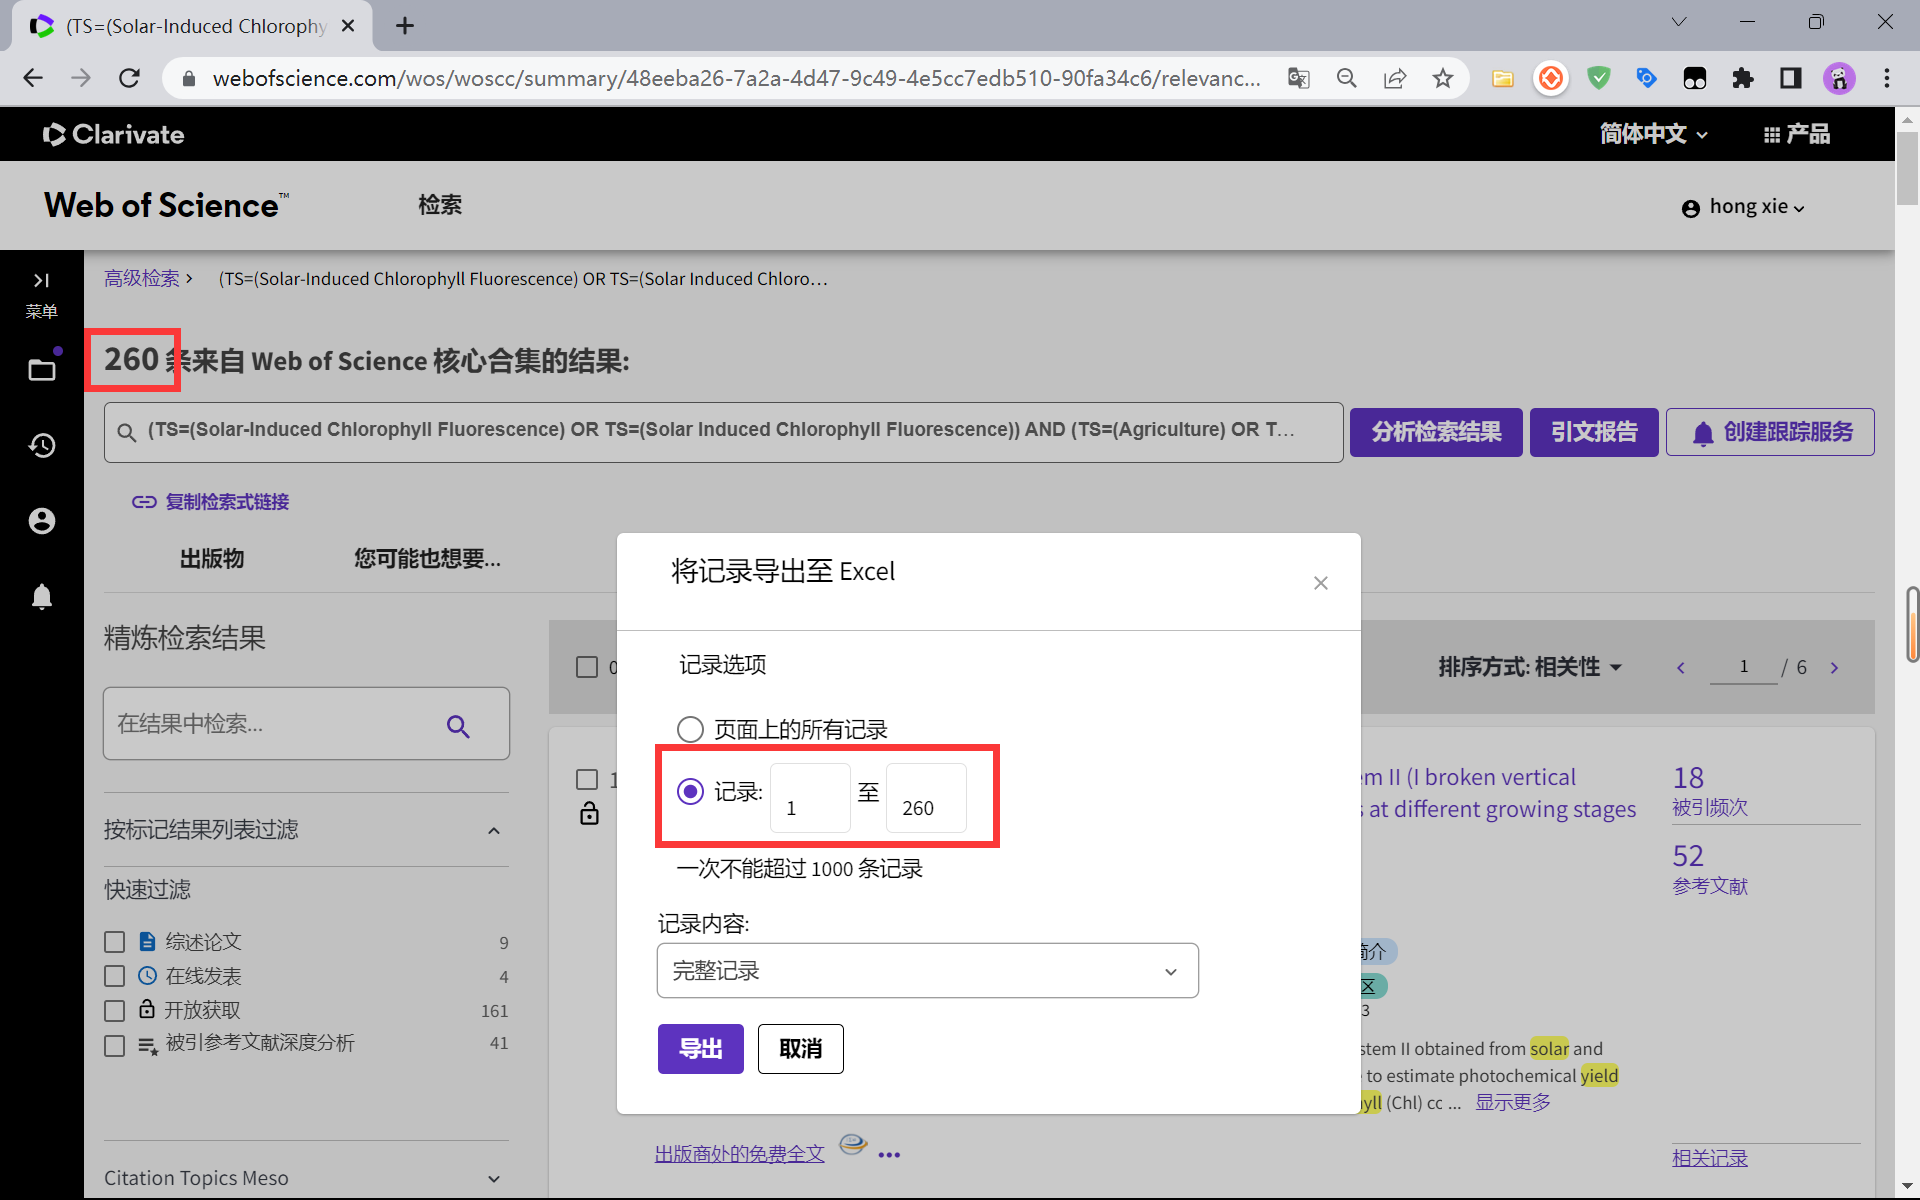 (TS=(Solar-Induced Chlorophy
webofscience.com/wos/woscc/summary/48eeba26-7a2a-4d47-9c49-4e5cc7edb510-90fa34c6/relevanc...
Clarivate
简体中文
产品
Web of Science™
检索
hong xie
菜单
高级检索 > (TS=(Solar-Induced Chlorophyll Fluorescence) OR TS=(Solar Induced Chloro...
260 条来自 Web of Science 核心合集的结果:
(TS=(Solar-Induced Chlorophyll Fluorescence) OR TS=(Solar Induced Chlorophyll Fluorescence)) AND (TS=(Agriculture) OR T...
分析检索结果
引文报告
创建跟踪服务
复制检索式链接
出版物
您可能也想要...
精炼检索结果
在结果中检索...
按标记结果列表过滤
快速过滤
综述论文 9
在线发表 4
开放获取 161
被引参考文献深度分析 41
Citation Topics Meso
将记录导出至 Excel
记录选项
页面上的所有记录
记录: 1 至 260
一次不能超过 1000 条记录
记录内容:
完整记录
导出
取消
排序方式: 相关性
1 / 6
1
em II (I broken vertical
at different growing stages
18
被引频次
52
参考文献
简介
区
3
stem II obtained from solar and
to estimate photochemical yield
yll (Chl) cc ... 显示更多
出版商处的免费全文
相关记录